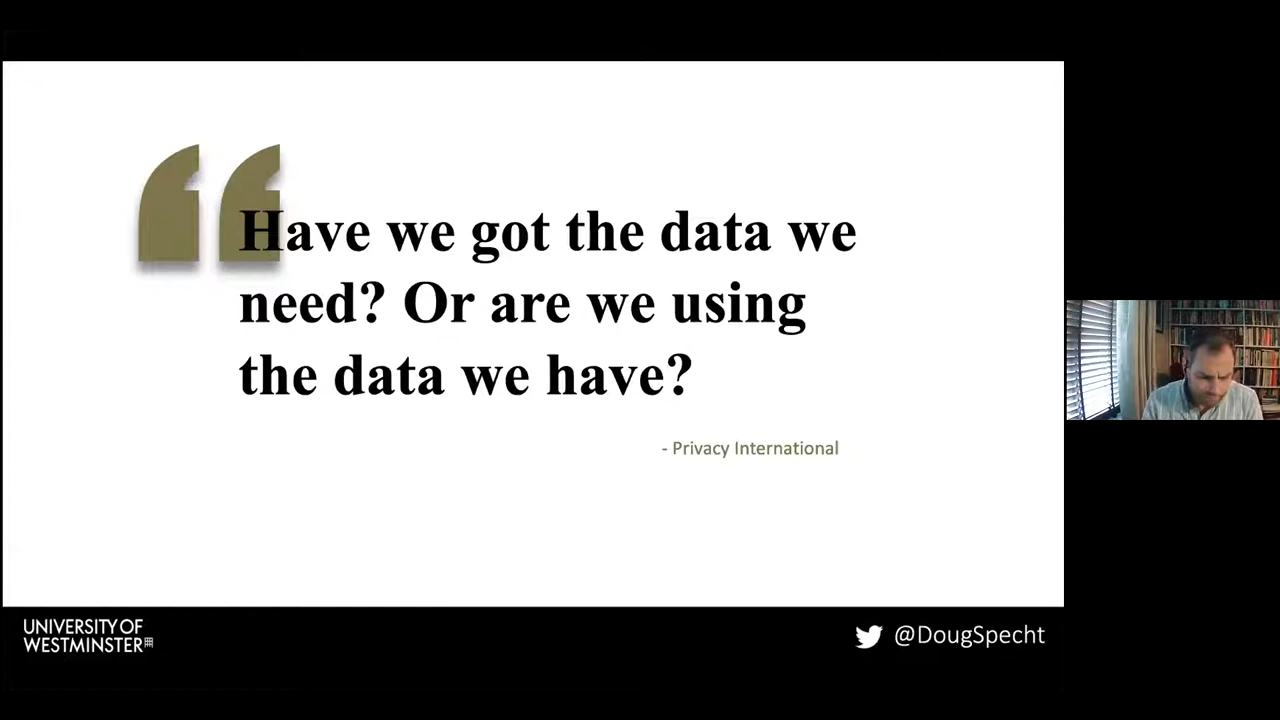 Have we got the data we
need? Or are we using
the data we have?
- Privacy International
UNIVERSITY OF
WESTMINSTER
@DougSpecht